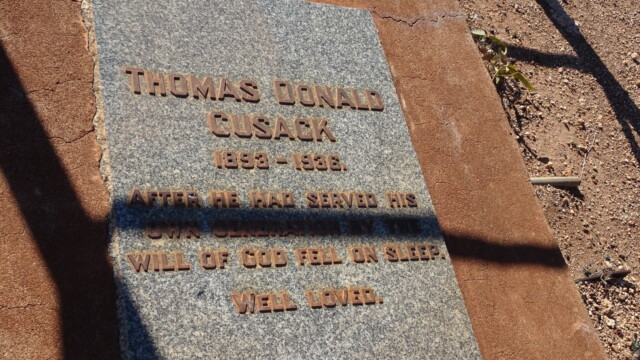 THOMAS DONALD
CUSACK
1893-1936.
AFTER HE HAD SERVED HIS
OWN GENERATION BY THE
WILL OF GOD FELL ON SLEEP.
WELL LOVED.